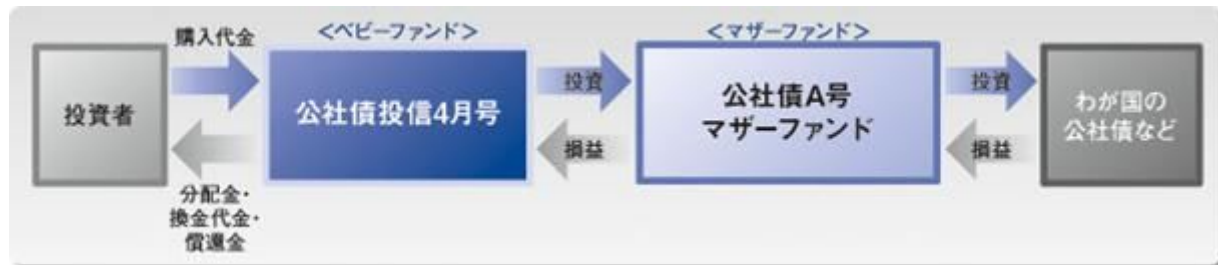 投資者
購入代金
分配金・
換金代金・
償還金
<ベビーファンド>
公社債投信4月号
投資
損益
<マザーファンド>
公社債A号
マザーファンド
投資
損益
わが国の
公社債など